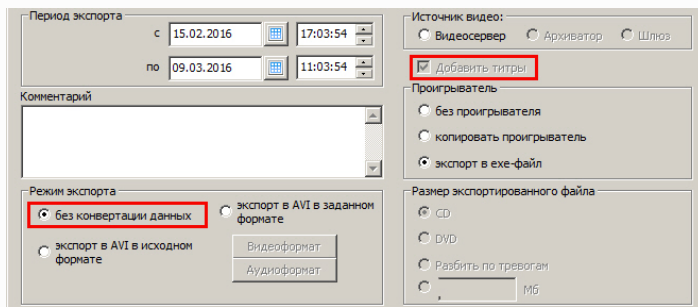 Период экспорта
с 15.02.2016 17:03:54
по 09.03.2016 11:03:54
Комментарий
Режим экспорта
без конвертации данных
экспорт в AVI в заданном
формате
экспорт в AVI в исходном
формате
Видеоформат
Аудиоформат
Источник видео:
Видеосервер Архиватор Шлюз
Добавить титры
Проигрыватель
без проигрывателя
копировать проигрыватель
экспорт в exe-файл
Размер экспортированного файла
CD
DVD
Разбить по тревогам
Мб